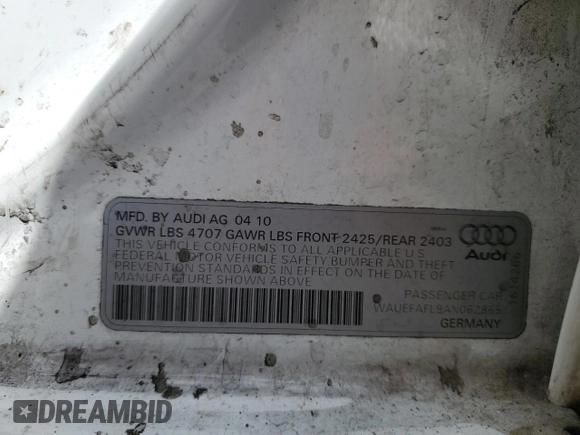 MFD. BY AUDI AG 04 10
GVWR LBS 4707 GAWR LBS FRONT 2425/REAR 2403
THIS VEHICLE CONFORMS TO ALL APPLICABLE U.S.
FEDERAL MOTOR VEHICLE SAFETY BUMPER AND THEFT
PREVENTION STANDARDS IN EFFECT ON THE DATE OF
MANUFACTURE SHOWN ABOVE
Audi
PASSENGER CAR
WAUEFAFL9AN062865
GERMANY
DREAMBID